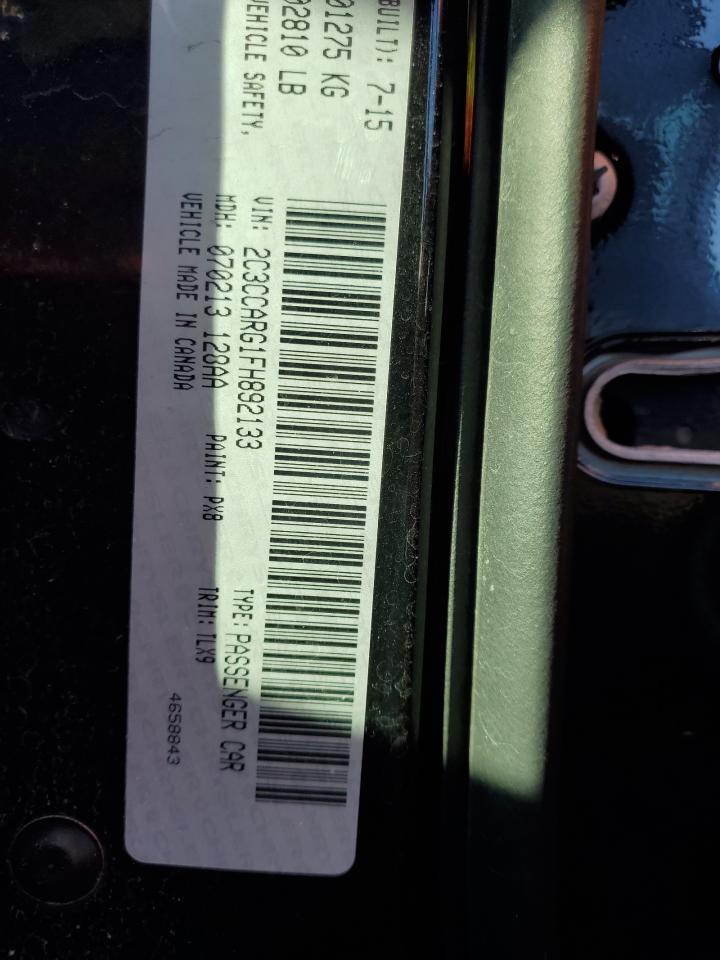 BUILT): 7-15
01275 KG
02810 LB
VEHICLE SAFETY,
VIN: 2C3CCARG1FH892133 TYPE: PASSENGER CAR
MDH: 070213 128AA PAINT: PX8 TRIM: TLX9
VEHICLE MADE IN CANADA
4658843